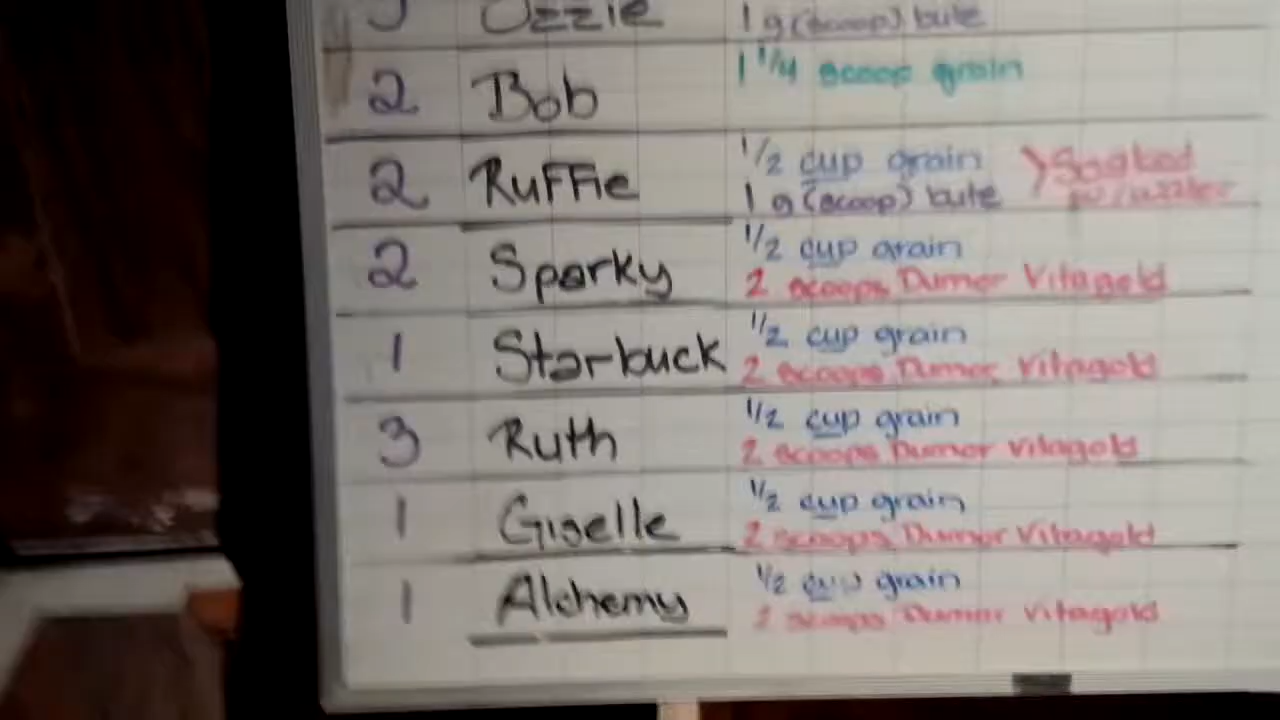 Ozzie 1 g (scoop) bute
2 Bob 1 1/4 scoop grain
2 Ruffie 1/2 cup grain
1 g (scoop) bute
2 Sparky 1/2 cup grain
2 scoops Dumor Vitagold
1 Starbuck 1/2 cup grain
2 scoops Dumor Vitagold
3 Ruth 1/2 cup grain
2 scoops Dumor Vitagold
1 Giselle 1/2 cup grain
2 scoops Dumor Vitagold
1 Alchemy 1/2 cup grain
2 scoops Dumor Vitagold